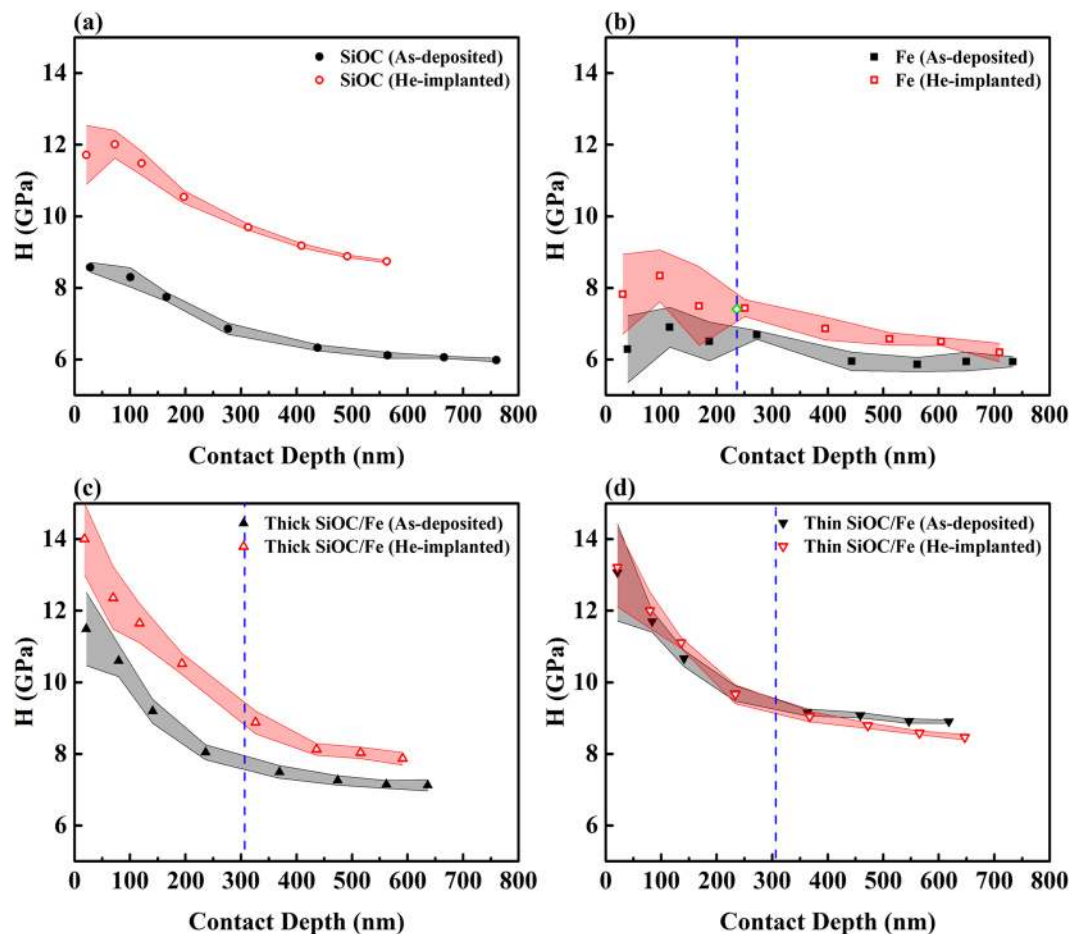 (a)
SiOC (As-deposited)
SiOC (He-implanted)
14
12
10
8
6
H (GPa)
0 100 200 300 400 500 600 700 800
Contact Depth (nm)
(b)
Fe (As-deposited)
Fe (He-implanted)
14
12
10
8
6
H (GPa)
0 100 200 300 400 500 600 700 800
Contact Depth (nm)
(c)
Thick SiOC/Fe (As-deposited)
Thick SiOC/Fe (He-implanted)
14
12
10
8
6
H (GPa)
0 100 200 300 400 500 600 700 800
Contact Depth (nm)
(d)
Thin SiOC/Fe (As-deposited)
Thin SiOC/Fe (He-implanted)
14
12
10
8
6
H (GPa)
0 100 200 300 400 500 600 700 800
Contact Depth (nm)